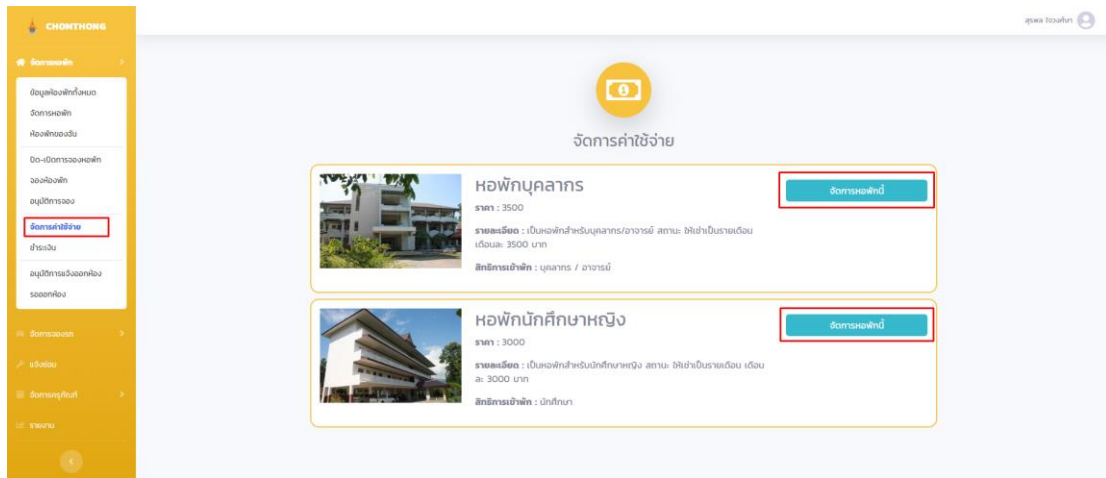 CHONTHONG
สุรพล ใจวงศ์ษา
จัดการหอพัก
ข้อมูลห้องพักทั้งหมด
จัดการหอพัก
ห้องพักของฉัน
ปิด-เปิดการจองหอพัก
จองห้องพัก
อนุมัติการจอง
จัดการค่าใช้จ่าย
ชำระเงิน
อนุมัติการแจ้งออกห้อง
รอออกห้อง
จัดการจองรถ
แจ้งซ่อม
จัดการครุภัณฑ์
รายงาน
จัดการค่าใช้จ่าย
หอพักบุคลากร
จัดการหอพักนี้
ราคา : 3500
รายละเอียด : เป็นหอพักสำหรับบุคลากร/อาจารย์ สถานะ ให้เช่าเป็นรายเดือน
เดือนละ 3500 บาท
สิทธิการเข้าพัก : บุคลากร / อาจารย์
หอพักนักศึกษาหญิง
จัดการหอพักนี้
ราคา : 3000
รายละเอียด : เป็นหอพักสำหรับนักศึกษาหญิง สถานะ ให้เช่าเป็นรายเดือน เดือน
ละ 3000 บาท
สิทธิการเข้าพัก : นักศึกษา